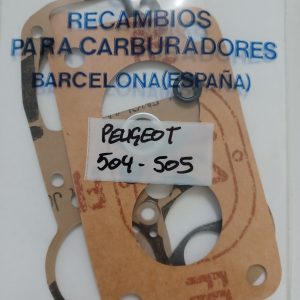 RECAMBIOS
PARA CARBURADORES
BARCELONA(ESPAÑA)
PEUGEOT
504-505